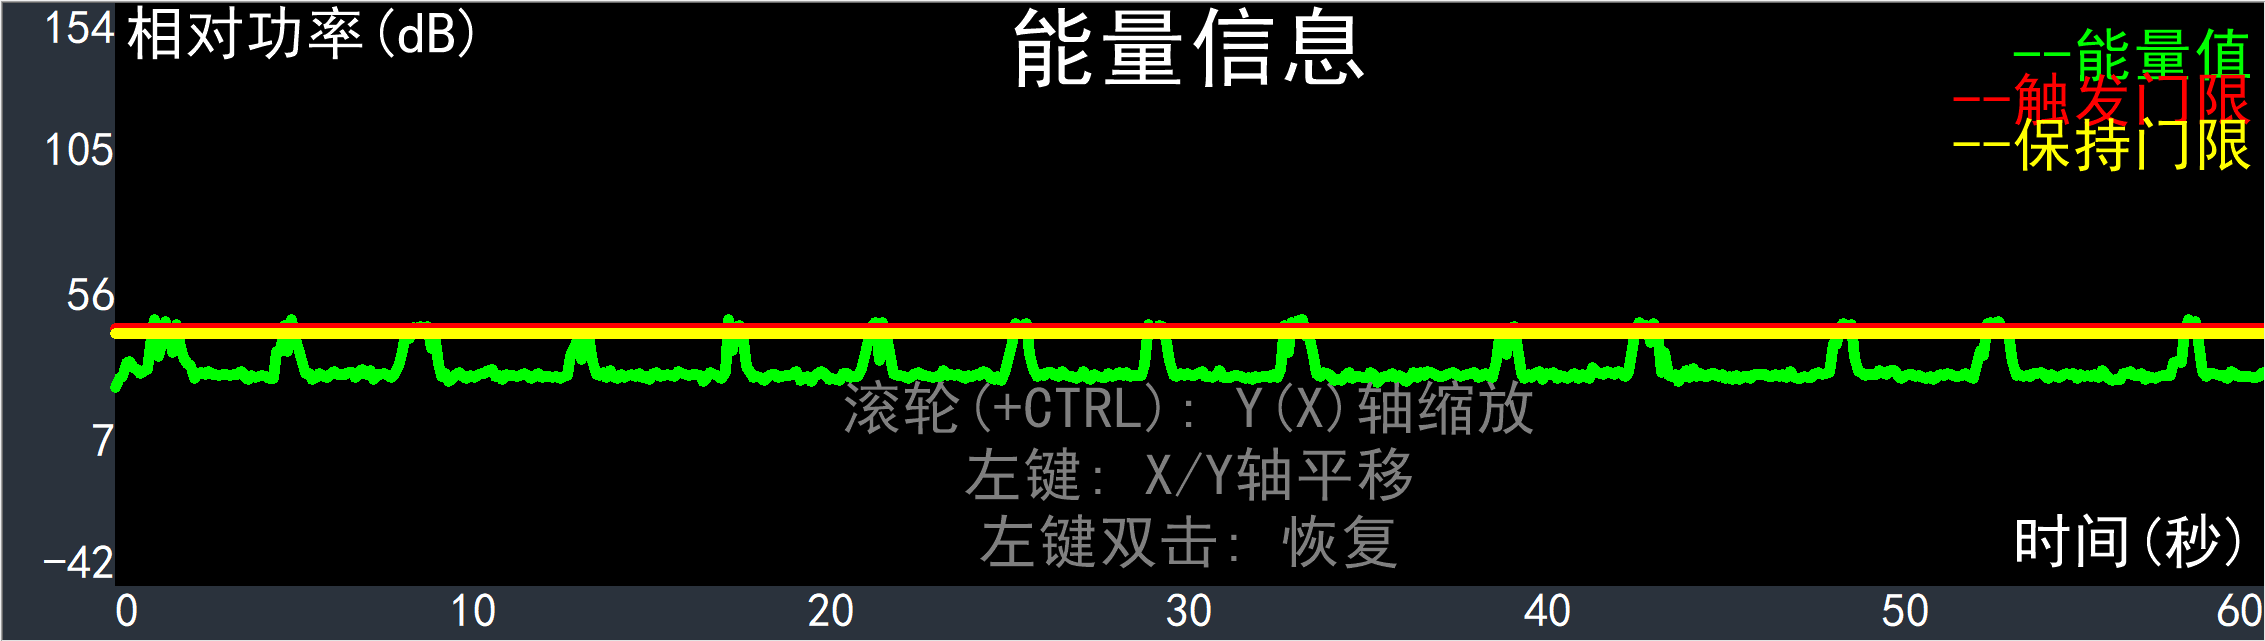 能量信息
154
相对功率(dB)
--能量值
--触发门限
--保持门限
105
56
7
-42
滚轮(+CTRL): Y(X)轴缩放
左键: X/Y轴平移
左键双击: 恢复
时间(秒)
0 10 20 30 40 50 60